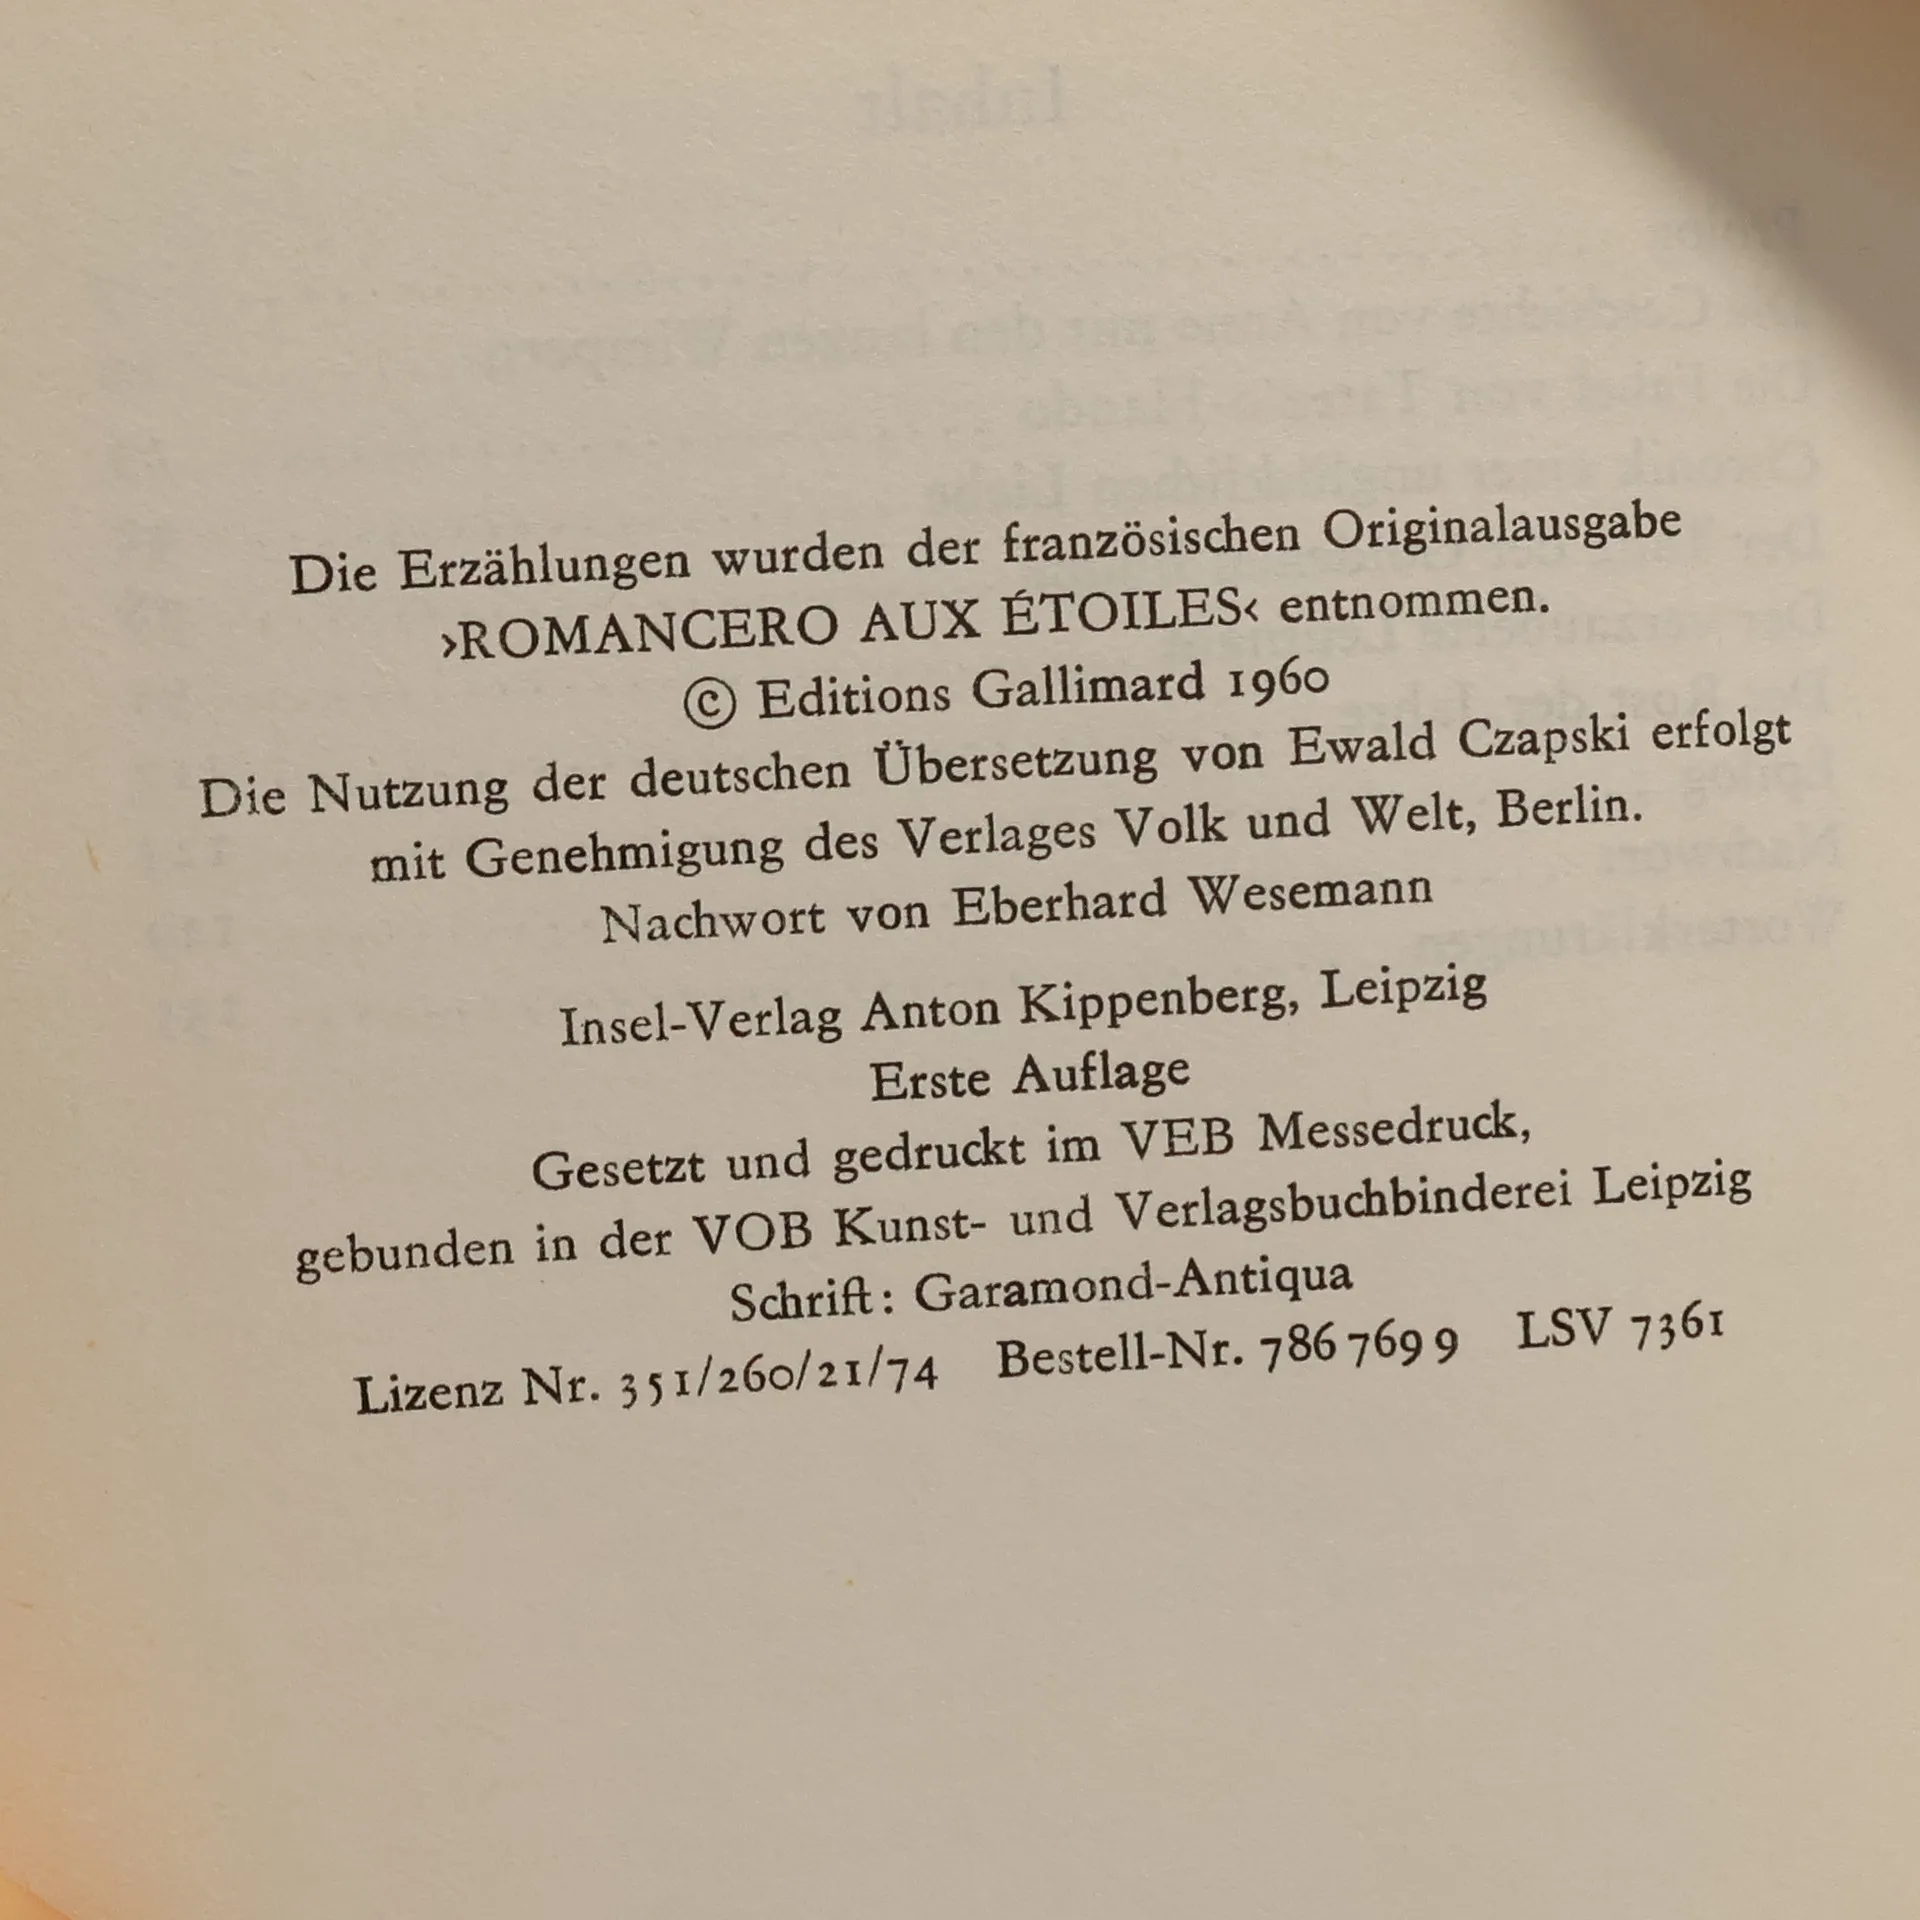 Die Erzählungen wurden der französischen Originalausgabe
›ROMANCERO AUX ÉTOILES‹ entnommen.
© Editions Gallimard 1960
Die Nutzung der deutschen Übersetzung von Ewald Czapski erfolgt
mit Genehmigung des Verlages Volk und Welt, Berlin.
Nachwort von Eberhard Wesemann
Insel-Verlag Anton Kippenberg, Leipzig
Erste Auflage
Gesetzt und gedruckt im VEB Messedruck,
gebunden in der VOB Kunst- und Verlagsbuchbinderei Leipzig
Schrift: Garamond-Antiqua
Lizenz Nr. 351/260/21/74 Bestell-Nr. 786 769 9 LSV 7361